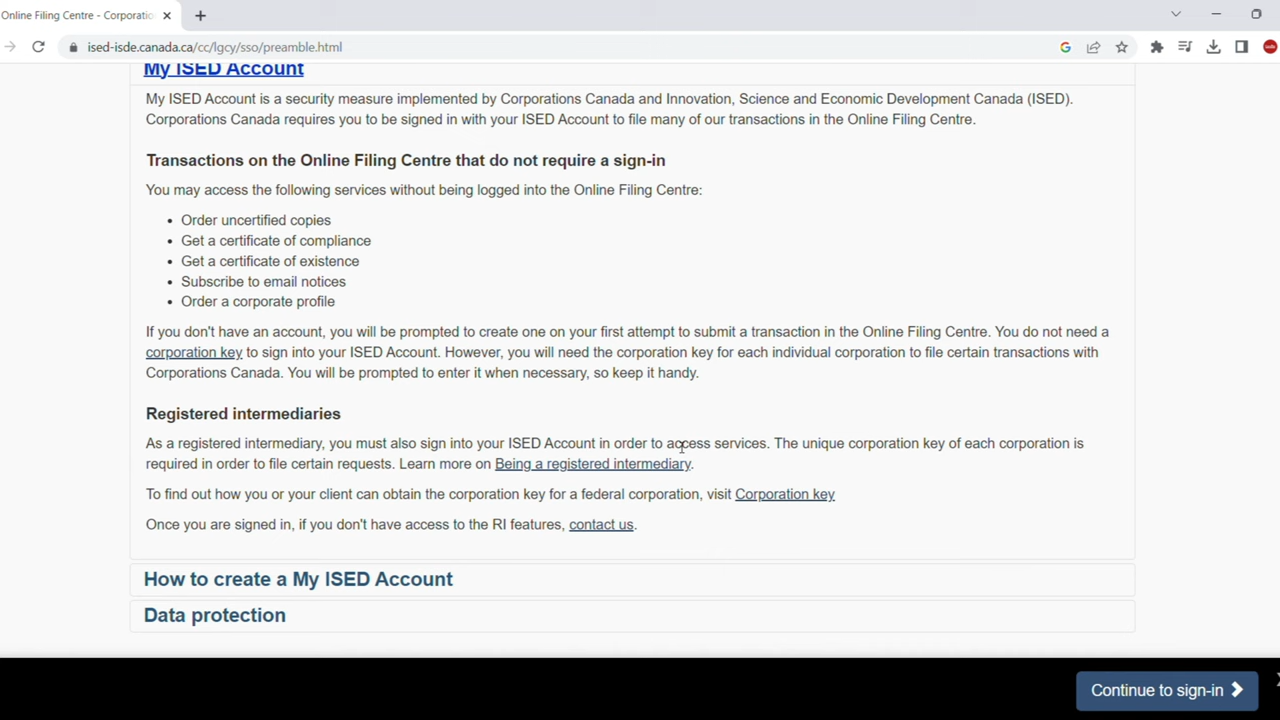 Online Filing Centre - Corporatio
ised-isde.canada.ca/cc/lgcy/sso/preamble.html
My ISED Account
My ISED Account is a security measure implemented by Corporations Canada and Innovation, Science and Economic Development Canada (ISED).
Corporations Canada requires you to be signed in with your ISED Account to file many of our transactions in the Online Filing Centre.
Transactions on the Online Filing Centre that do not require a sign-in
You may access the following services without being logged into the Online Filing Centre:
• Order uncertified copies
• Get a certificate of compliance
• Get a certificate of existence
• Subscribe to email notices
• Order a corporate profile
If you don't have an account, you will be prompted to create one on your first attempt to submit a transaction in the Online Filing Centre. You do not need a
corporation key to sign into your ISED Account. However, you will need the corporation key for each individual corporation to file certain transactions with
Corporations Canada. You will be prompted to enter it when necessary, so keep it handy.
Registered intermediaries
As a registered intermediary, you must also sign into your ISED Account in order to access services. The unique corporation key of each corporation is
required in order to file certain requests. Learn more on Being a registered intermediary.
To find out how you or your client can obtain the corporation key for a federal corporation, visit Corporation key
Once you are signed in, if you don't have access to the RI features, contact us.
How to create a My ISED Account
Data protection
Continue to sign-in